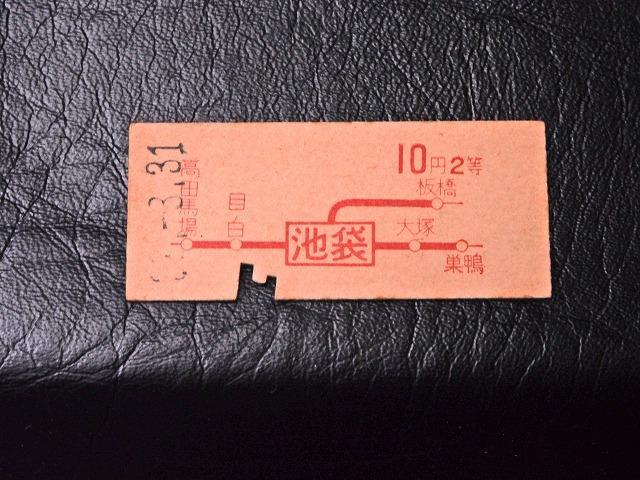 10円2等
板橋
高田馬場
目白
池袋
大塚
巣鴨
3.31